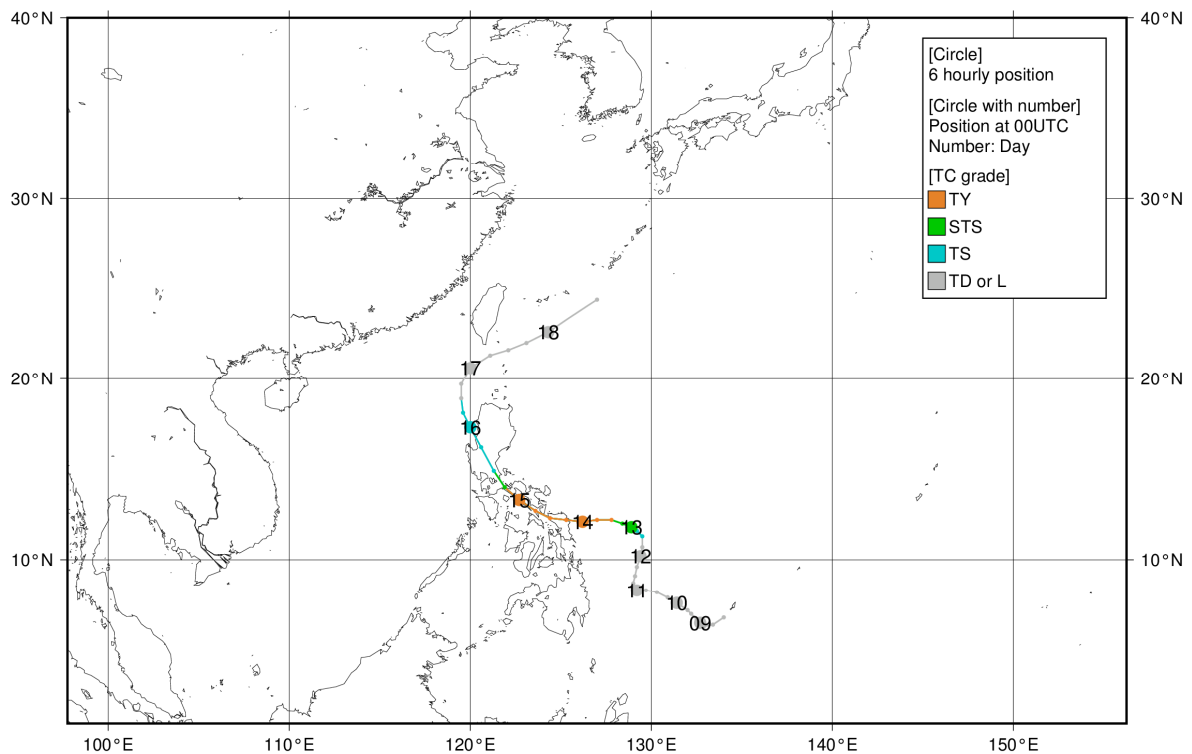 40°N
40°N
[Circle]
6 hourly position
[Circle with number]
Position at 00UTC
Number: Day
[TC grade]
TY
STS
TS
TD or L
30°N
30°N
18
17
20°N
20°N
16
15
14
13
12
10°N
10°N
11
10
09
100°E
110°E
120°E
130°E
140°E
150°E